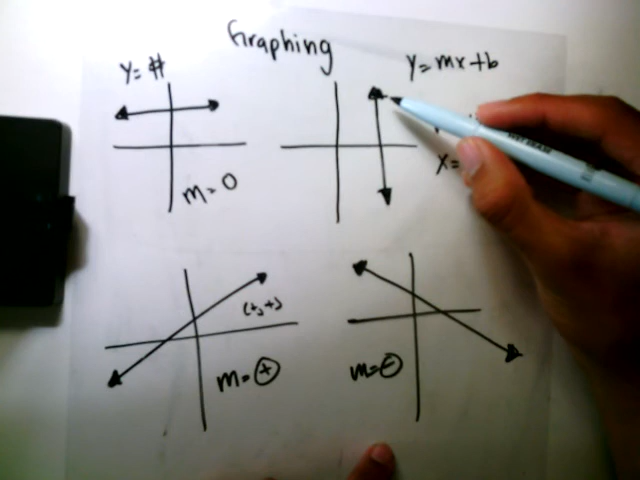 Graphing
y = #
y = mx + b
m = 0
x =
(+, +)
m = ⊕
m = ⊖